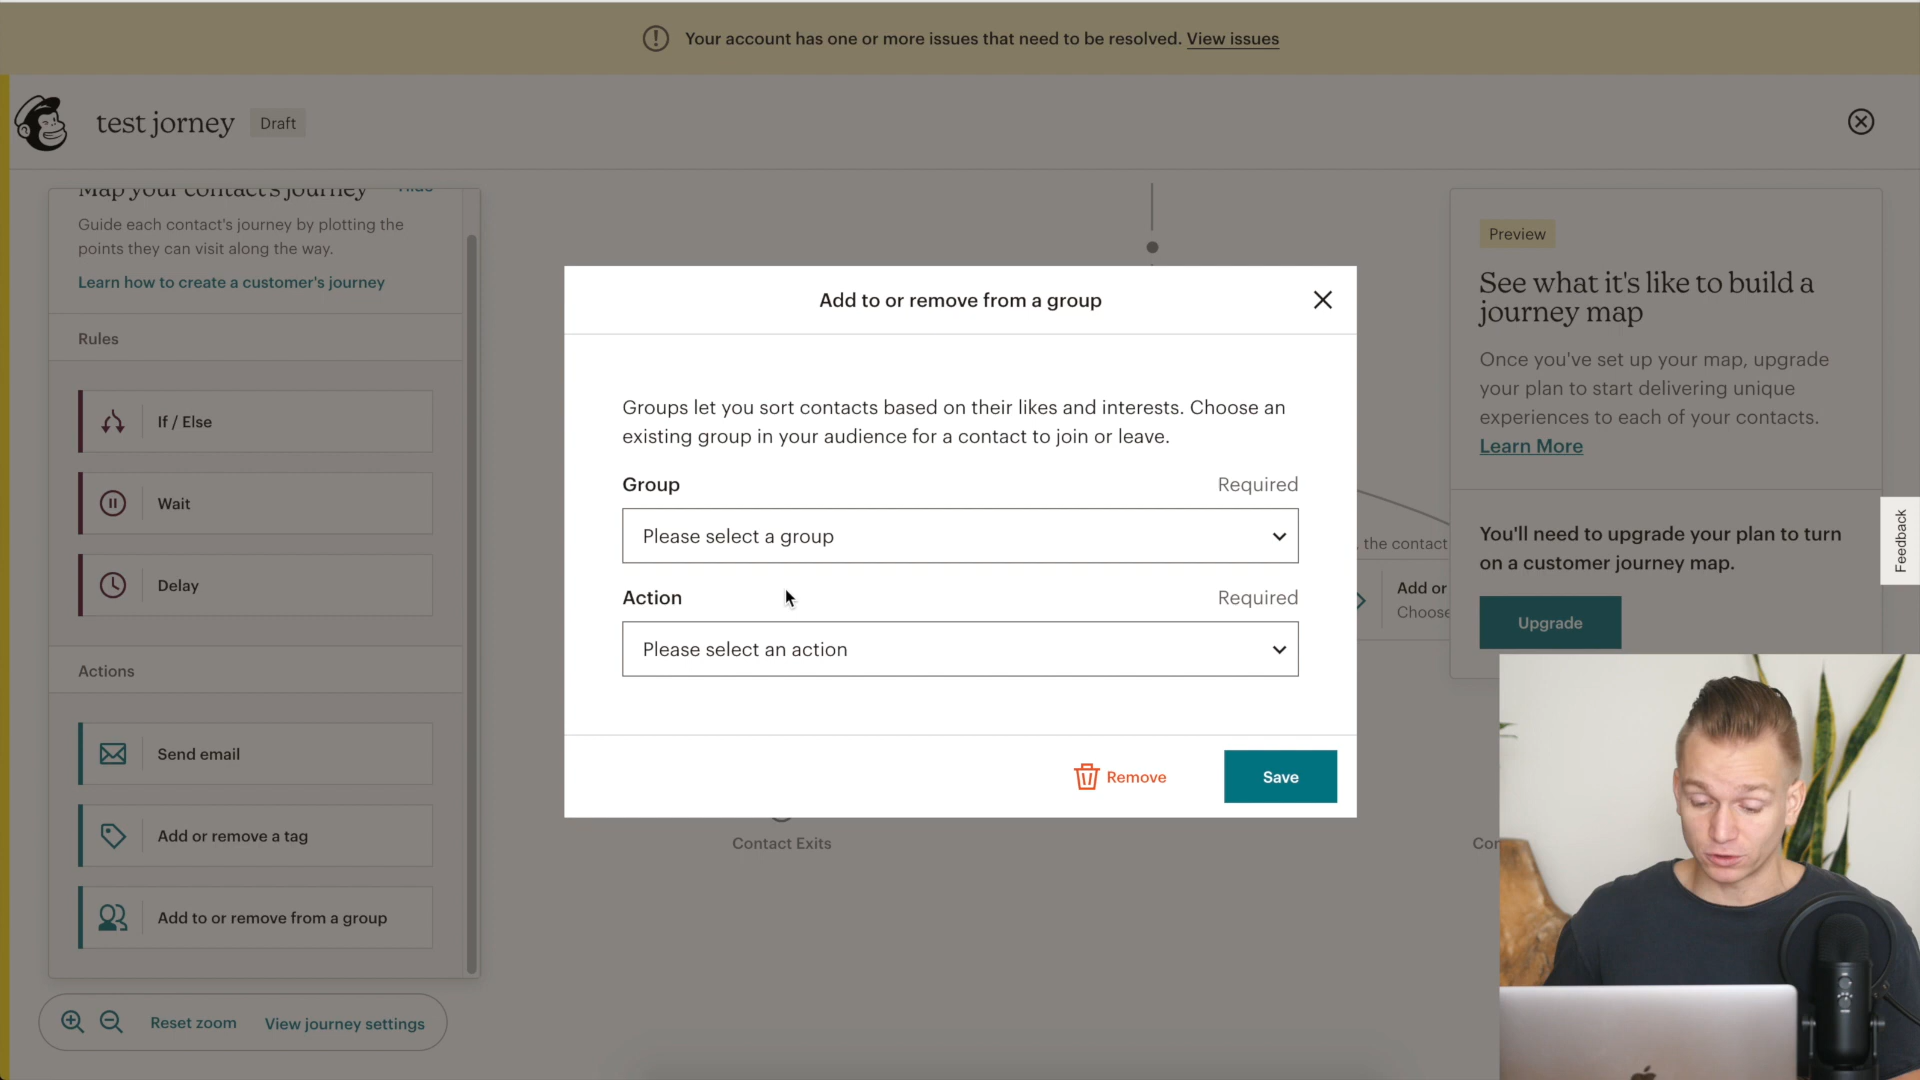 Your account has one or more issues that need to be resolved. View issues
test jorney
Draft
Map your contact's journey
Hide
Guide each contact's journey by plotting the
points they can visit along the way.
Learn how to create a customer's journey
Rules
If / Else
Wait
Delay
Actions
Send email
Add or remove a tag
Add to or remove from a group
Reset zoom
View journey settings
Add to or remove from a group
Groups let you sort contacts based on their likes and interests. Choose an
existing group in your audience for a contact to join or leave.
Group
Required
Please select a group
Action
Required
Please select an action
Remove
Save
Contact Exits
, the contact
Add or
Choose
Con
Preview
See what it's like to build a
journey map
Once you've set up your map, upgrade
your plan to start delivering unique
experiences to each of your contacts.
Learn More
You'll need to upgrade your plan to turn
on a customer journey map.
Upgrade
Feedback